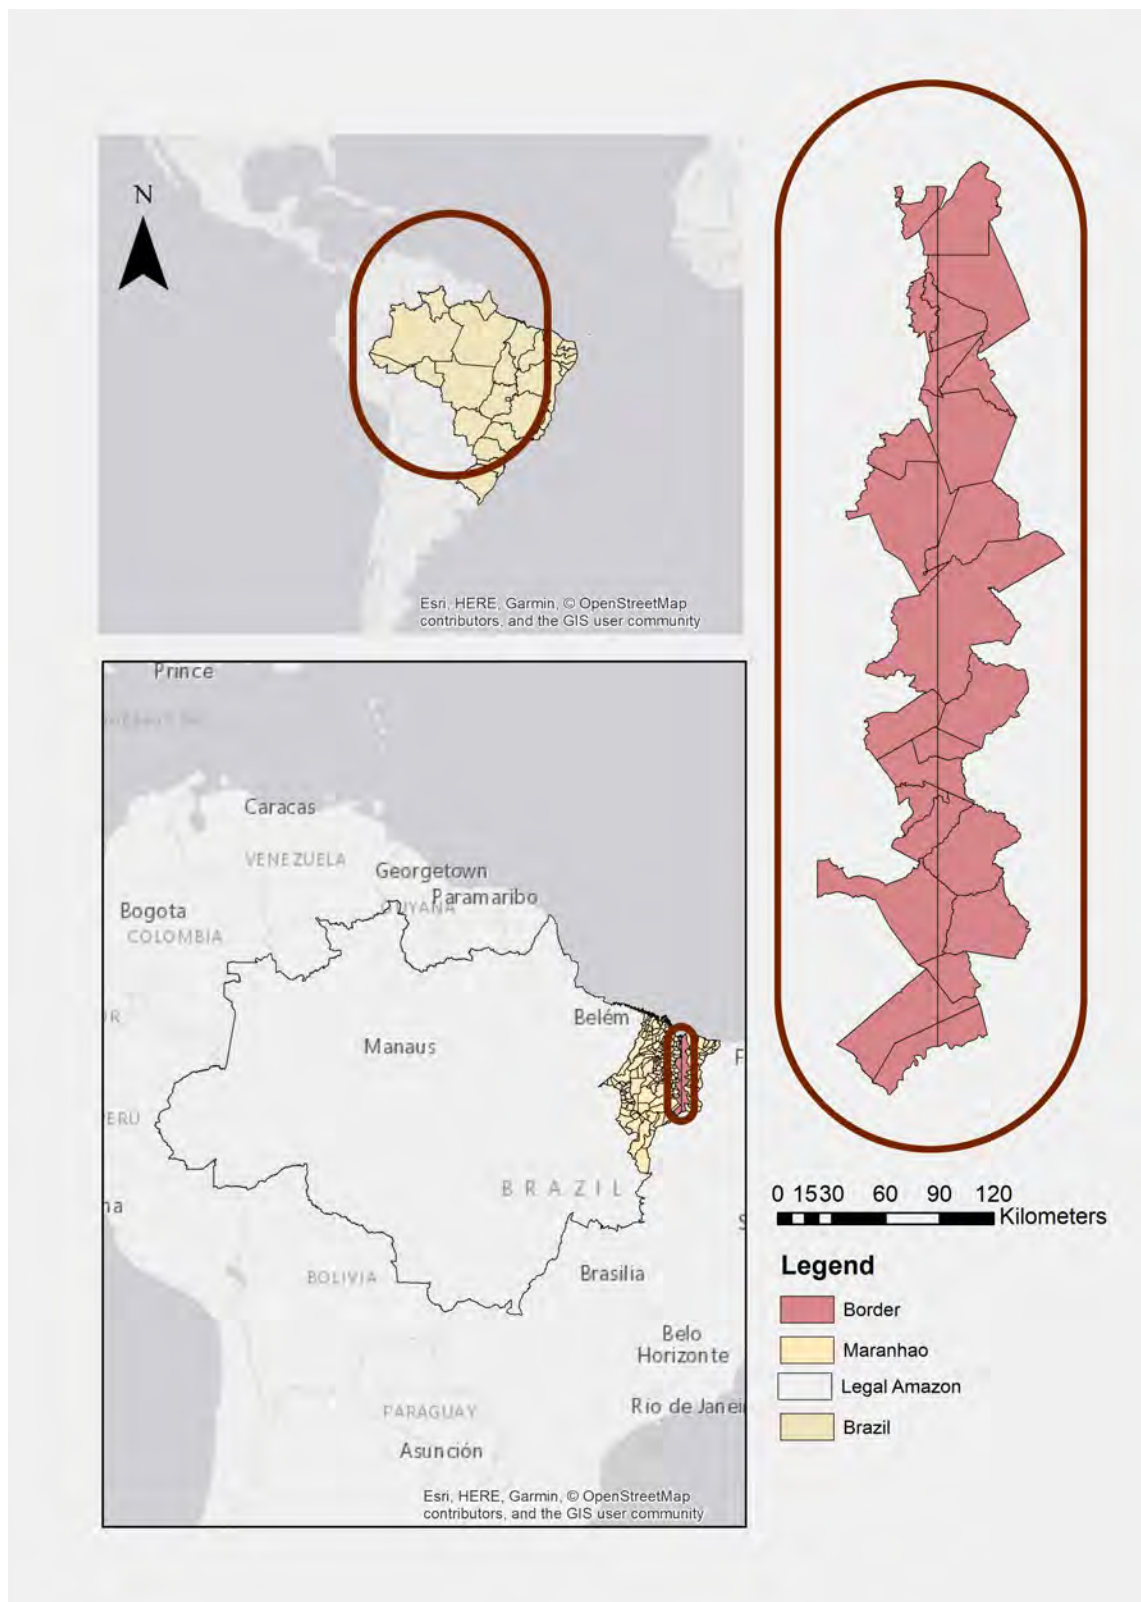 N
Esri, HERE, Garmin, © OpenStreetMap
contributors, and the GIS user community
Prince
Caracas
VENEZUELA
Georgetown
Paramaribo
GUYANA
Bogota
COLOMBIA
Belém
Manaus
F
ERU
BRAZIL
BOLIVIA
Brasilia
Belo
Horizonte
Rio de Janei
PARAGUAY
Asunción
Esri, HERE, Garmin, © OpenStreetMap
contributors, and the GIS user community
0 15 30 60 90 120
Kilometers
Legend
Border
Maranhao
Legal Amazon
Brazil